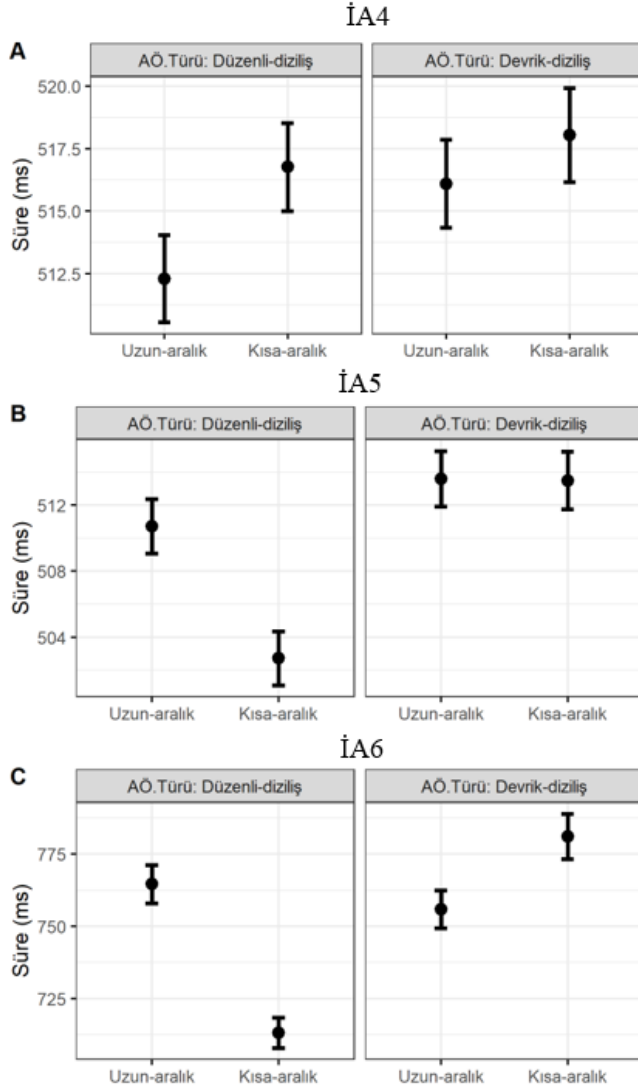 İA4
A
AÖ.Türü: Düzenli-diziliş AÖ.Türü: Devrik-diziliş
Süre (ms)
520.0
517.5
515.0
512.5
Uzun-aralık Kısa-aralık Uzun-aralık Kısa-aralık
İA5
B
AÖ.Türü: Düzenli-diziliş AÖ.Türü: Devrik-diziliş
Süre (ms)
512
508
504
Uzun-aralık Kısa-aralık Uzun-aralık Kısa-aralık
İA6
C
AÖ.Türü: Düzenli-diziliş AÖ.Türü: Devrik-diziliş
Süre (ms)
775
750
725
Uzun-aralık Kısa-aralık Uzun-aralık Kısa-aralık